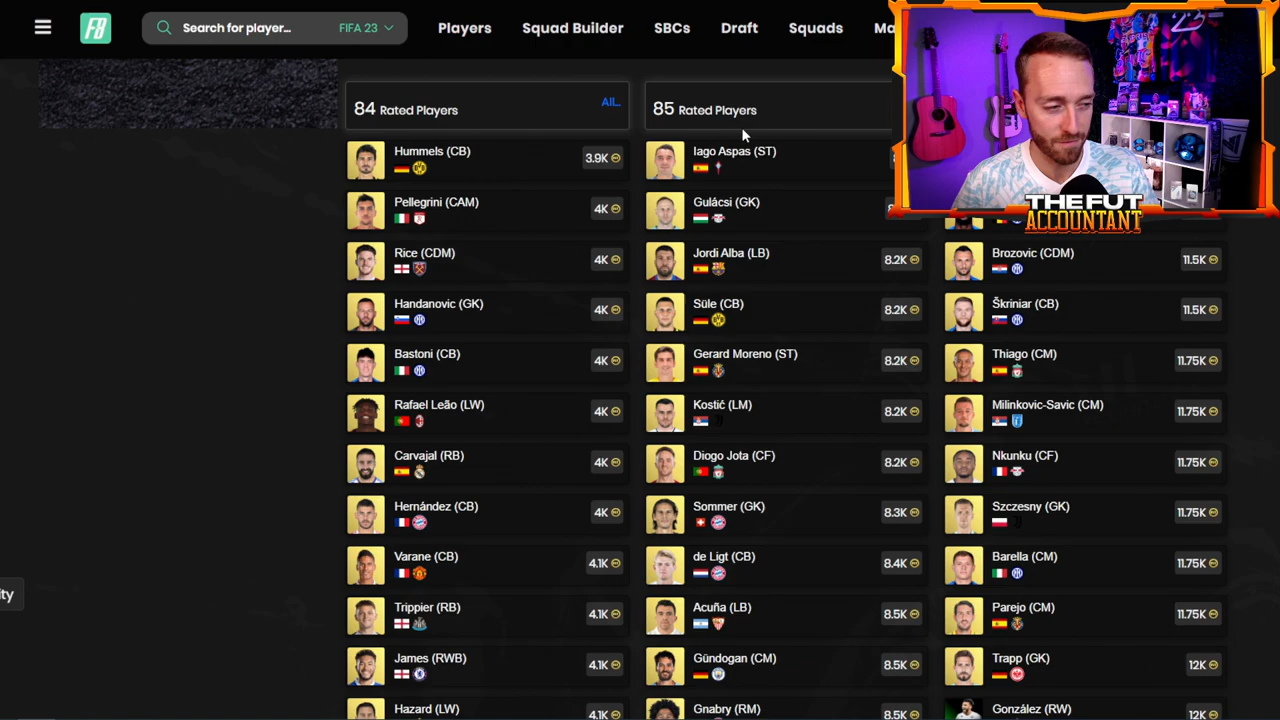 F8
Search for player...
FIFA 23
Players
Squad Builder
SBCs
Draft
Squads
THE FUT
ACCOUNTANT
ty
84 Rated Players
All...
Hummels (CB)
3.9K
Pellegrini (CAM)
4K
Rice (CDM)
4K
Handanovic (GK)
4K
Bastoni (CB)
4K
Rafael Leão (LW)
4K
Carvajal (RB)
4K
Hernández (CB)
4K
Varane (CB)
4.1K
Trippier (RB)
4.1K
James (RWB)
4.1K
Hazard (LW)
4.1K
85 Rated Players
Iago Aspas (ST)
Gulácsi (GK)
Jordi Alba (LB)
8.2K
Süle (CB)
8.2K
Gerard Moreno (ST)
8.2K
Kostić (LM)
8.2K
Diogo Jota (CF)
8.2K
Sommer (GK)
8.3K
de Ligt (CB)
8.4K
Acuña (LB)
8.5K
Gündogan (CM)
8.5K
Gnabry (RM)
8.5K
Brozovic (CDM)
11.5K
Škriniar (CB)
11.5K
Thiago (CM)
11.75K
Milinkovic-Savic (CM)
11.75K
Nkunku (CF)
11.75K
Szczesny (GK)
11.75K
Barella (CM)
11.75K
Parejo (CM)
11.75K
Trapp (GK)
12K
González (RW)
12K